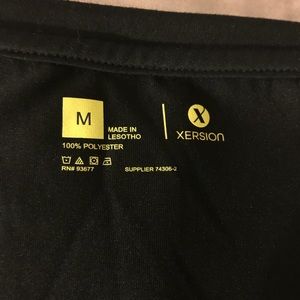 M
MADE IN
LESOTHO
100% POLYESTER
RN# 93677
SUPPLIER 74306-2
X
XERSION